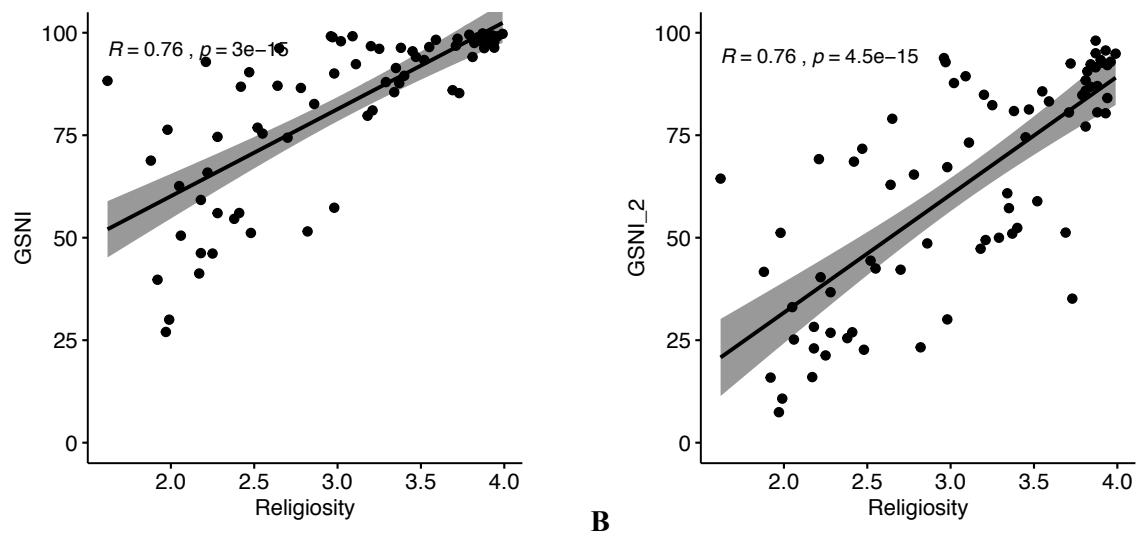 R = 0.76 , p = 3e−15
100
75
50
25
0
GSNI
2.0 2.5 3.0 3.5 4.0
Religiosity
R = 0.76 , p = 4.5e−15
100
75
50
25
0
GSNI_2
2.0 2.5 3.0 3.5 4.0
Religiosity
B